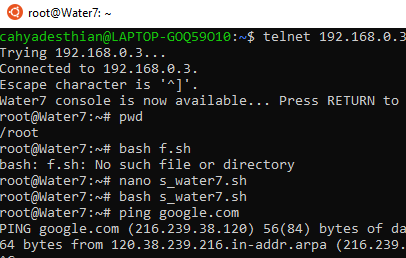 root@Water7: ~
cahyadesthian@LAPTOP-GOQ59O10:~$ telnet 192.168.0.3
Trying 192.168.0.3...
Connected to 192.168.0.3.
Escape character is '^]'.
Water7 console is now available... Press RETURN to
root@Water7:~# pwd
/root
root@Water7:~# bash f.sh
bash: f.sh: No such file or directory
root@Water7:~# nano s_water7.sh
root@Water7:~# bash s_water7.sh
root@Water7:~# ping google.com
PING google.com (216.239.38.120) 56(84) bytes of da
64 bytes from 120.38.239.216.in-addr.arpa (216.239.